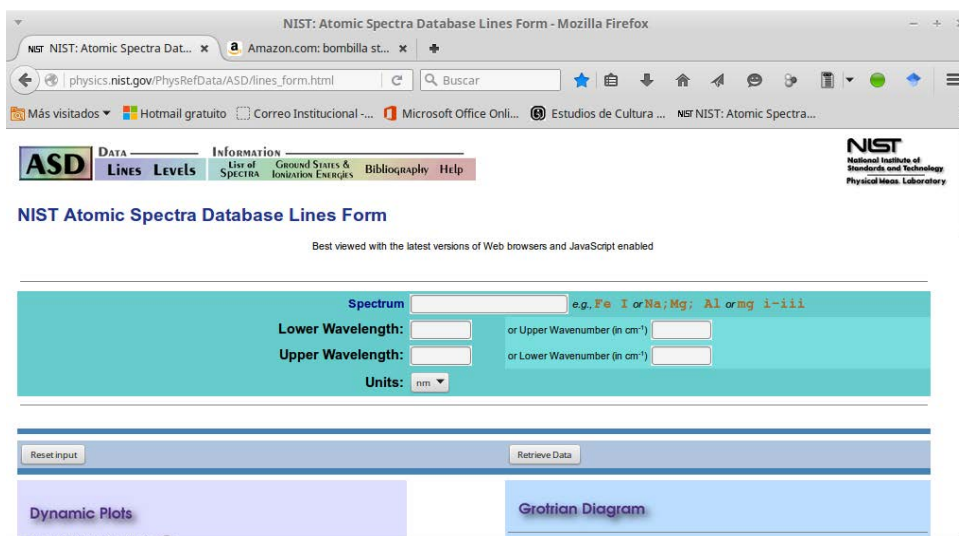 NIST: Atomic Spectra Database Lines Form - Mozilla Firefox
NIST NIST: Atomic Spectra Dat... × a Amazon.com: bombilla st... × +
physics.nist.gov/PhysRefData/ASD/lines_form.html Buscar
Más visitados Hotmail gratuito Correo Institucional -... Microsoft Office Onli... Estudios de Cultura ... NIST NIST: Atomic Spectra...
ASD DATA INFORMATION NIST
LINES LEVELS List of SPECTRA GROUND STATES & IONIZATION ENERGIES Bibliography Help
National Institute of
Standards and Technology
Physical Meas. Laboratory
NIST Atomic Spectra Database Lines Form
Best viewed with the latest versions of Web browsers and JavaScript enabled
Spectrum e.g., Fe I or Na;Mg; Al or mg i-iii
Lower Wavelength: or Upper Wavenumber (in cm⁻¹)
Upper Wavelength: or Lower Wavenumber (in cm⁻¹)
Units: nm
Reset input Retrieve Data
Dynamic Plots Grotrian Diagram